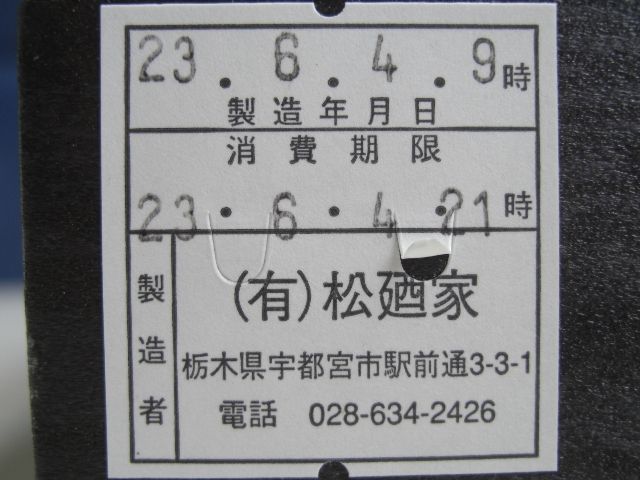 23.6.4.9時
製造年月日
消費期限
23.6.4.21時
製造者
(有)松廼家
栃木県宇都宮市駅前通3-3-1
電話 028-634-2426